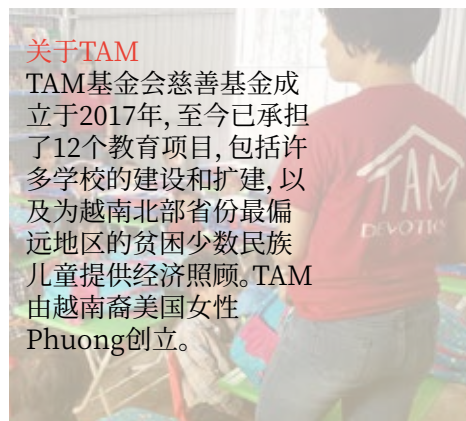 关于TAM
TAM基金会慈善基金成
立于2017年, 至今已承担
了12个教育项目, 包括许
多学校的建设和扩建, 以
及为越南北部省份最偏
远地区的贫困少数民族
儿童提供经济照顾。TAM
由越南裔美国女性
Phuong创立。
TAM
DEVOTIO